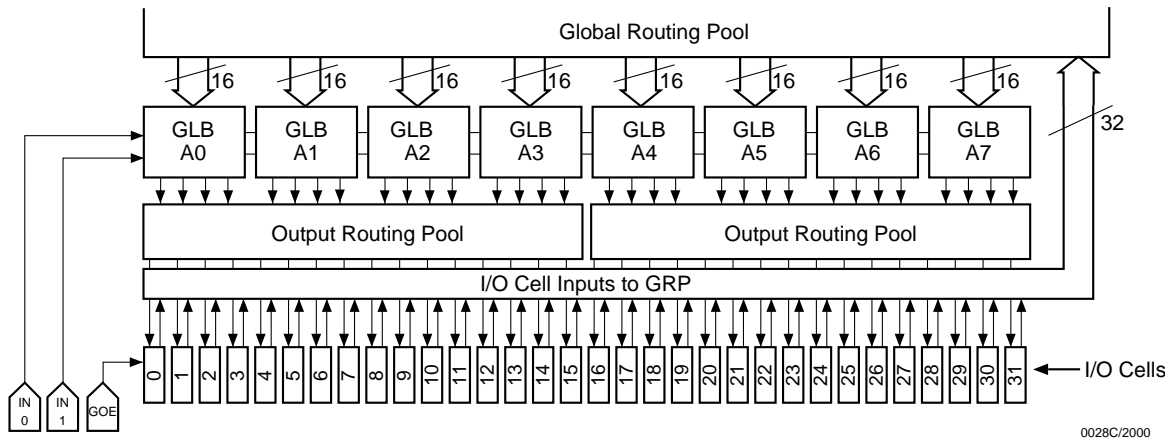 Global Routing Pool
16 16 16 16 16 16 16 16
32
GLB A0
GLB A1
GLB A2
GLB A3
GLB A4
GLB A5
GLB A6
GLB A7
Output Routing Pool
Output Routing Pool
I/O Cell Inputs to GRP
0 1 2 3 4 5 6 7 8 9 10 11 12 13 14 15 16 17 18 19 20 21 22 23 24 25 26 27 28 29 30 31
I/O Cells
IN 0
IN 1
GOE
0028C/2000